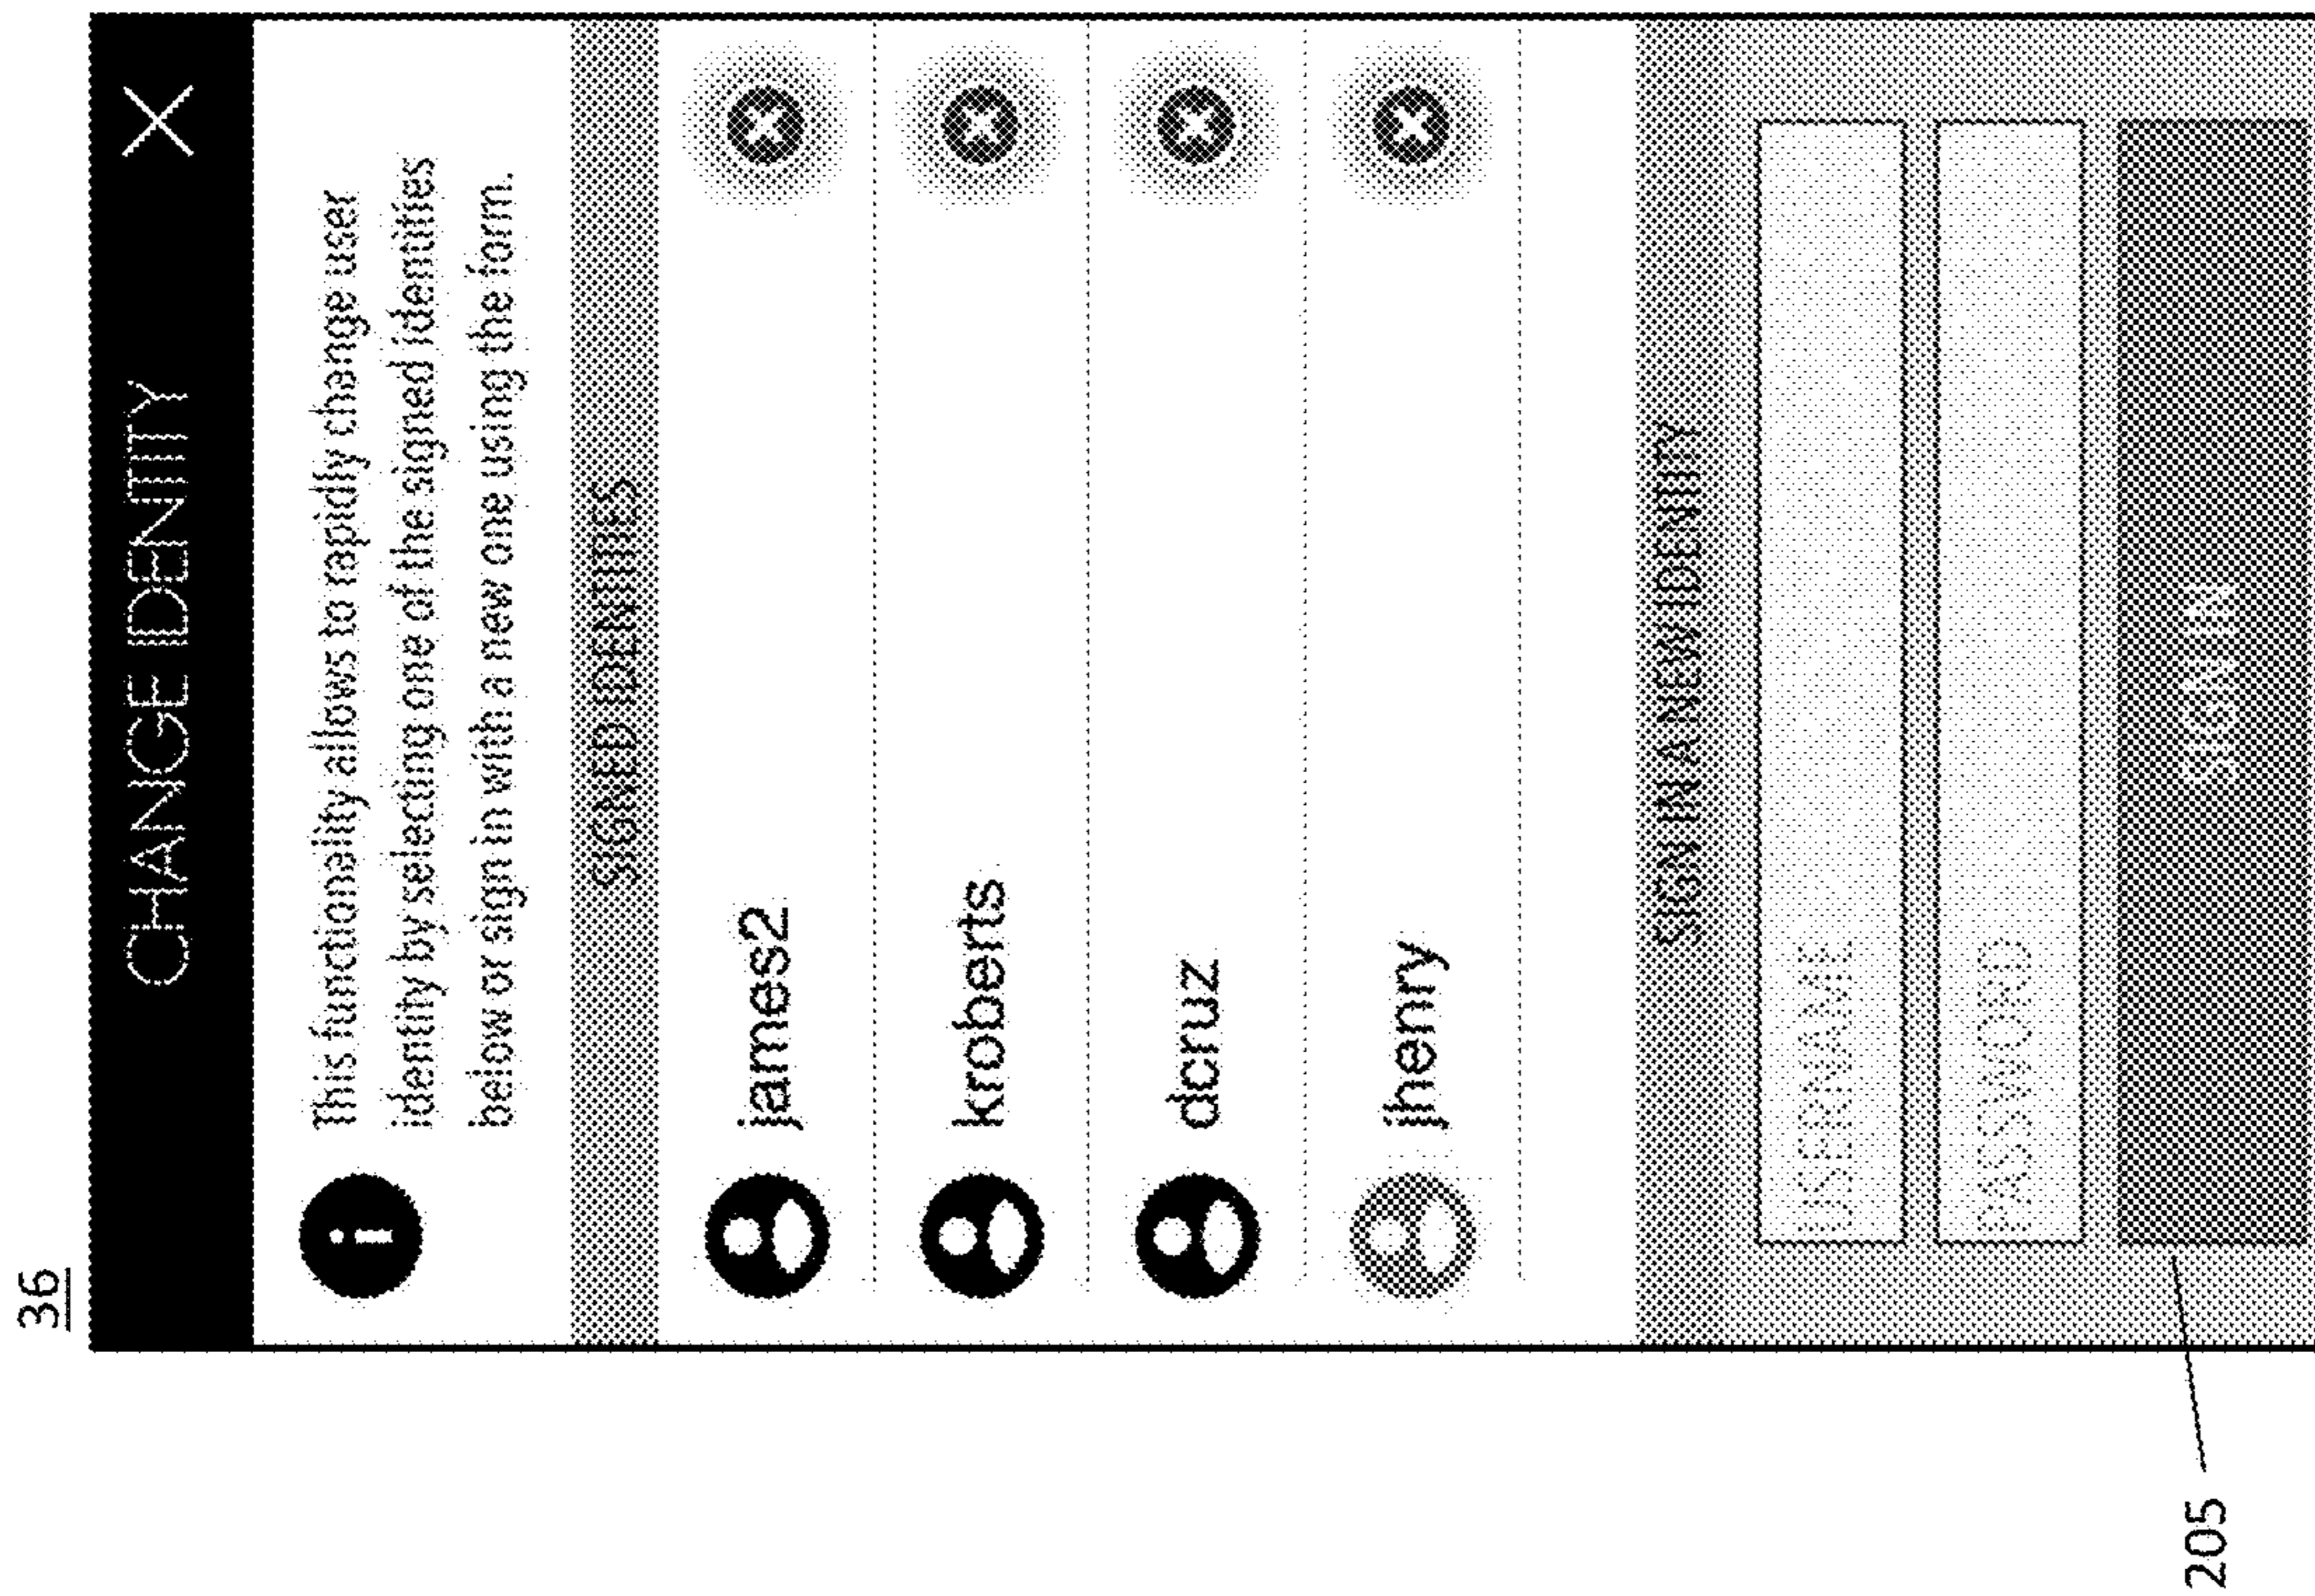 36
CHANGE IDENTITY
This functionality allows to rapidly change user
identity by selecting one of the signed identities
below or sign in with a new one using the form.
SIGNED IDENTITIES
james2
kroberts
dcruz
jhenry
SIGN IN A NEW IDENTITY
USERNAME
PASSWORD
SIGN IN
205